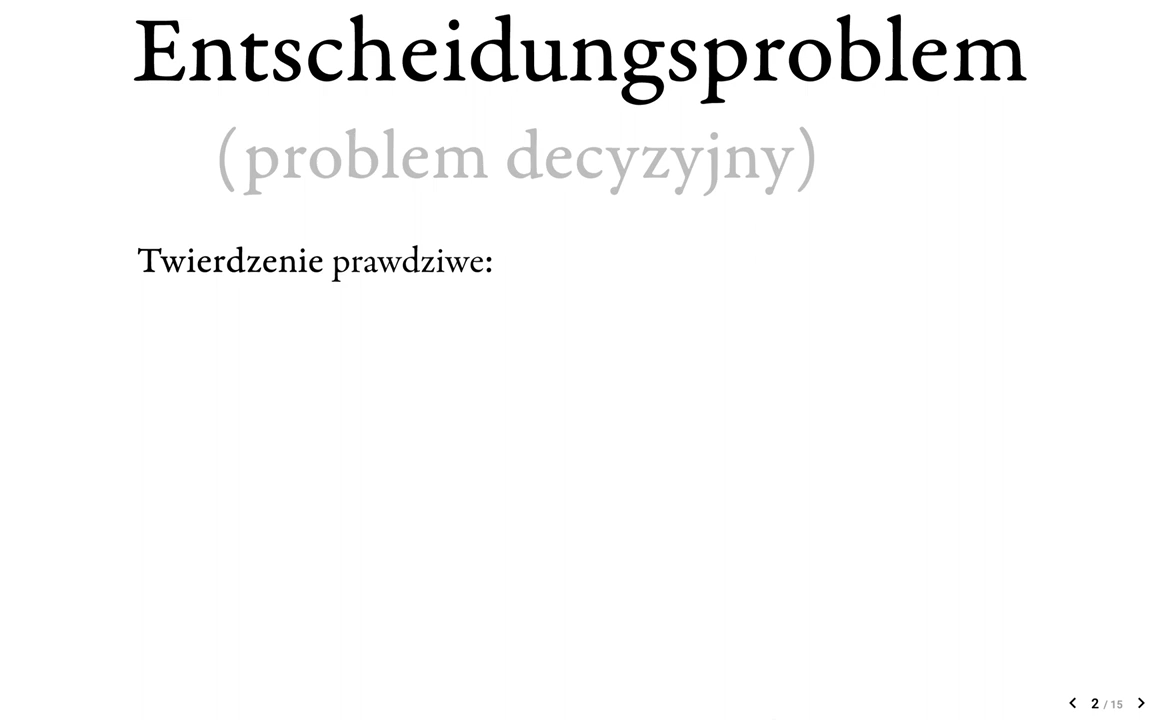 Entscheidungsproblem
(problem decyzyjny)
Twierdzenie prawdziwe:
2 / 15